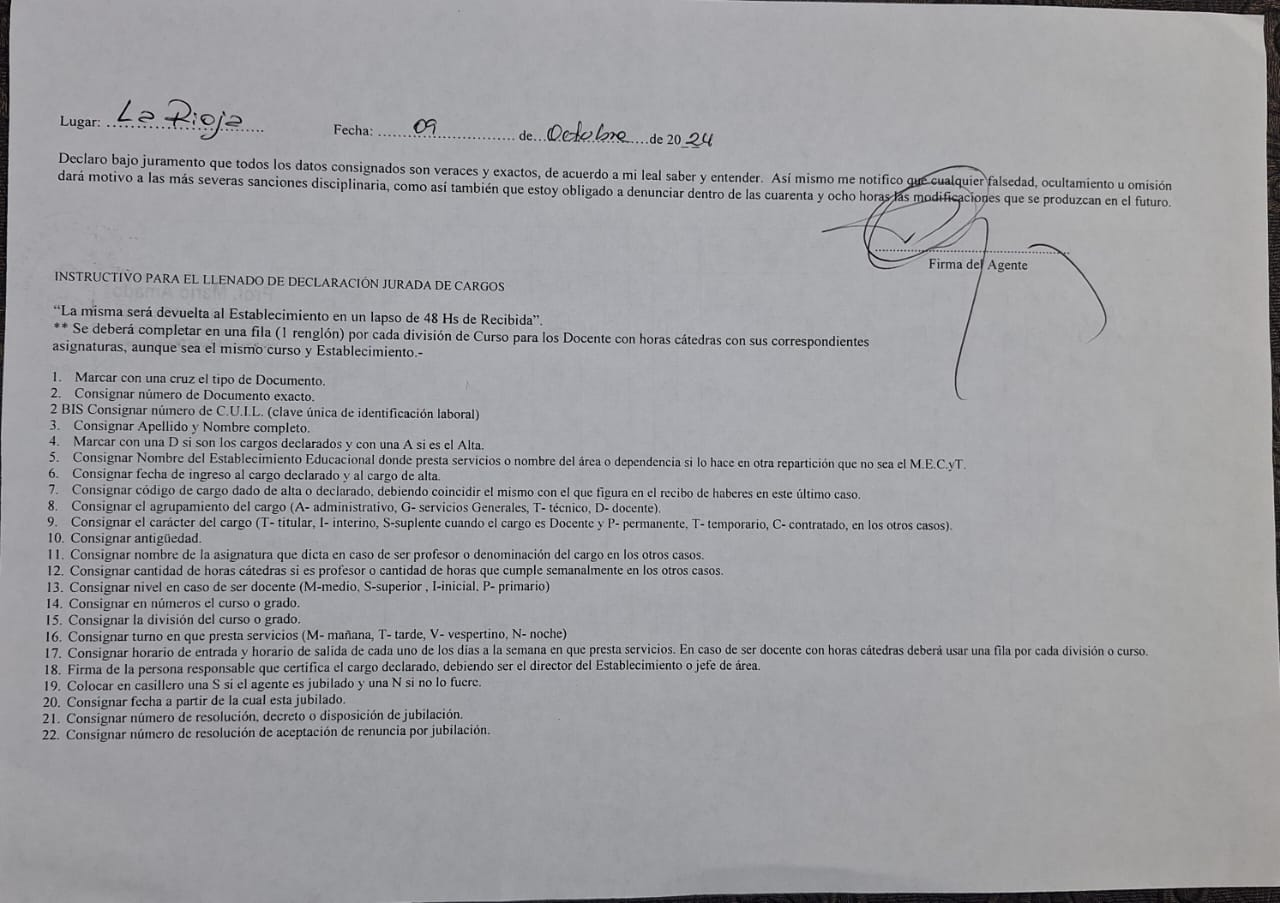 Lugar: La Rioja Fecha: 09 de Octubre de 2024
Declaro bajo juramento que todos los datos consignados son veraces y exactos, de acuerdo a mi leal saber y entender. Así mismo me notifico que cualquier falsedad, ocultamiento u omisión
dará motivo a las más severas sanciones disciplinaria, como así también que estoy obligado a denunciar dentro de las cuarenta y ocho horas las modificaciones que se produzcan en el futuro.
Firma del Agente
INSTRUCTIVO PARA EL LLENADO DE DECLARACIÓN JURADA DE CARGOS
“La misma será devuelta al Establecimiento en un lapso de 48 Hs de Recibida”.
** Se deberá completar en una fila (1 renglón) por cada división de Curso para los Docente con horas cátedras con sus correspondientes
asignaturas, aunque sea el mismo curso y Establecimiento.-
1. Marcar con una cruz el tipo de Documento.
2. Consignar número de Documento exacto.
2 BIS Consignar número de C.U.I.L. (clave única de identificación laboral)
3. Consignar Apellido y Nombre completo.
4. Marcar con una D si son los cargos declarados y con una A si es el Alta.
5. Consignar Nombre del Establecimiento Educacional donde presta servicios o nombre del área o dependencia si lo hace en otra repartición que no sea el M.E.C.yT.
6. Consignar fecha de ingreso al cargo declarado y al cargo de alta.
7. Consignar código de cargo dado de alta o declarado, debiendo coincidir el mismo con el que figura en el recibo de haberes en este último caso.
8. Consignar el agrupamiento del cargo (A- administrativo, G- servicios Generales, T- técnico, D- docente).
9. Consignar el carácter del cargo (T- titular, I- interino, S-suplente cuando el cargo es Docente y P- permanente, T- temporario, C- contratado, en los otros casos).
10. Consignar antigüedad.
11. Consignar nombre de la asignatura que dicta en caso de ser profesor o denominación del cargo en los otros casos.
12. Consignar cantidad de horas cátedras si es profesor o cantidad de horas que cumple semanalmente en los otros casos.
13. Consignar nivel en caso de ser docente (M-medio, S-superior , I-inicial, P- primario)
14. Consignar en números el curso o grado.
15. Consignar la división del curso o grado.
16. Consignar turno en que presta servicios (M- mañana, T- tarde, V- vespertino, N- noche)
17. Consignar horario de entrada y horario de salida de cada uno de los días a la semana en que presta servicios. En caso de ser docente con horas cátedras deberá usar una fila por cada división o curso.
18. Firma de la persona responsable que certifica el cargo declarado, debiendo ser el director del Establecimiento o jefe de área.
19. Colocar en casillero una S si el agente es jubilado y una N si no lo fuere.
20. Consignar fecha a partir de la cual esta jubilado.
21. Consignar número de resolución, decreto o disposición de jubilación.
22. Consignar número de resolución de aceptación de renuncia por jubilación.